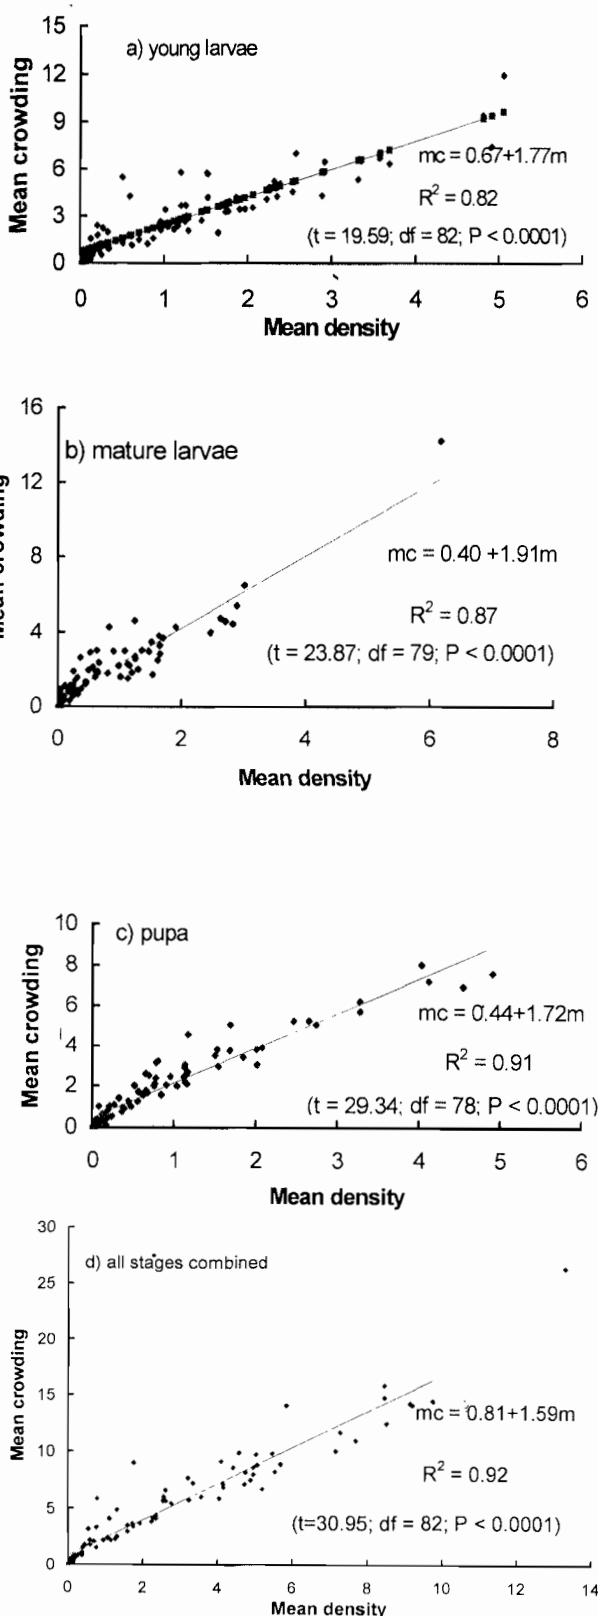 15
a) young larvae
12
9
Mean crowding
6
mc = 0.67+1.77m
R2 = 0.82
3
(t = 19.59; df = 82; P < 0.0001)
0
0 1 2 3 4 5 6
Mean density
16
b) mature larvae
12
Mean crowding
8
mc = 0.40 +1.91m
R2 = 0.87
4
(t = 23.87; df = 79; P < 0.0001)
0
0 2 4 6 8
Mean density
10
c) pupa
8
Mean crowding
6
mc = 0.44+1.72m
4
R2 = 0.91
2
(t = 29.34; df = 78; P < 0.0001)
0
0 1 2 3 4 5 6
Mean density
30
d) all stages combined
25
20
Mean crowding
15
mc = 0.81+1.59m
10
R2 = 0.92
5
(t=30.95; df = 82; P < 0.0001)
0
0 2 4 6 8 10 12 14
Mean density